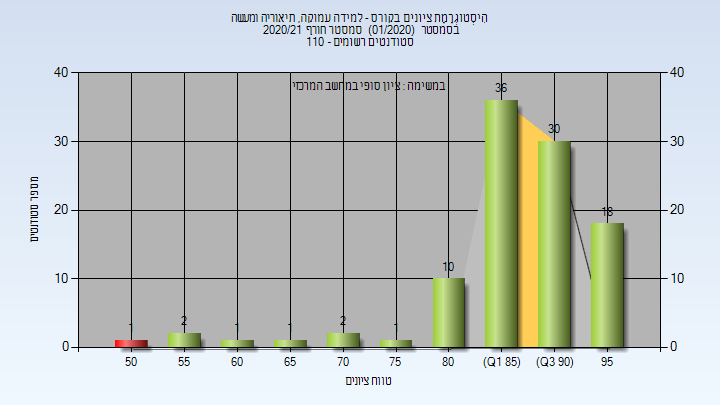 היסטוגרמת ציונים בקורס - למידה עמוקה, תיאוריה ומעשה
בסמסטר (01/2020) סמסטר חורף 2020/21
סטודנטים רשומים - 110
במשימה : ציון סופי במחשב המרכזי
40 40
30 30
20 20
10 10
0 0
1 2 1 1 2 1 10 36 30 18
50 55 60 65 70 75 80 (Q1 85) (Q3 90) 95
מספר סטודנטים
טווח ציונים